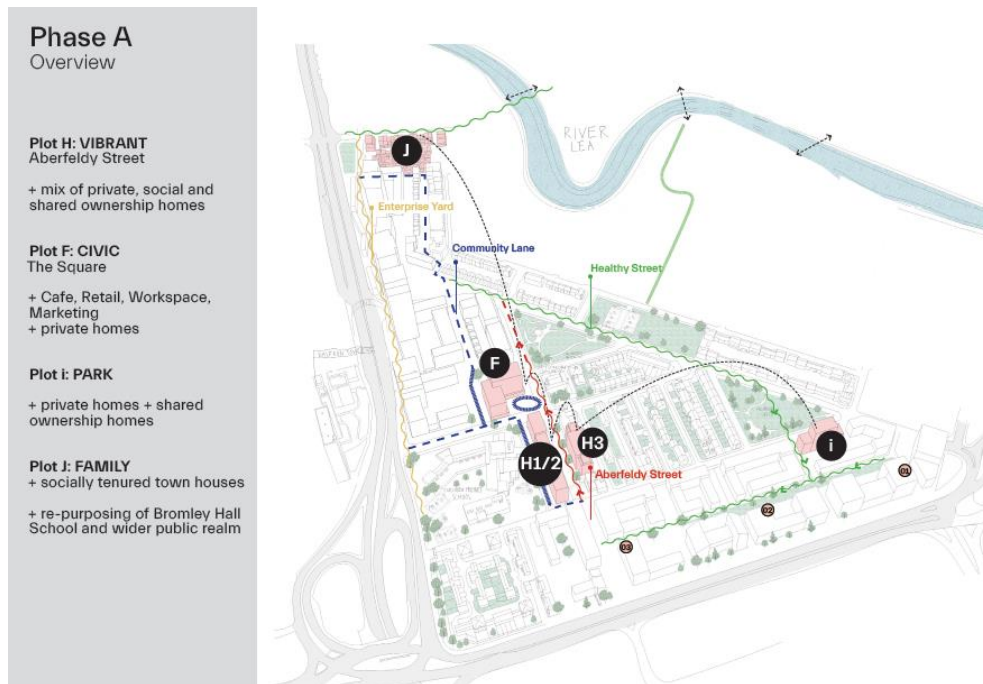 Phase A
Overview
Plot H: VIBRANT
Aberfeldy Street
+ mix of private, social and
shared ownership homes
Plot F: CIVIC
The Square
+ Cafe, Retail, Workspace,
Marketing
+ private homes
Plot i: PARK
+ private homes + shared
ownership homes
Plot J: FAMILY
+ socially tenured town houses
+ re-purposing of Bromley Hall
School and wider public realm
RIVER
LEA
J
Enterprise Yard
Community Lane
Healthy Street
F
H1/2
H3
i
Aberfeldy Street
01
02
03